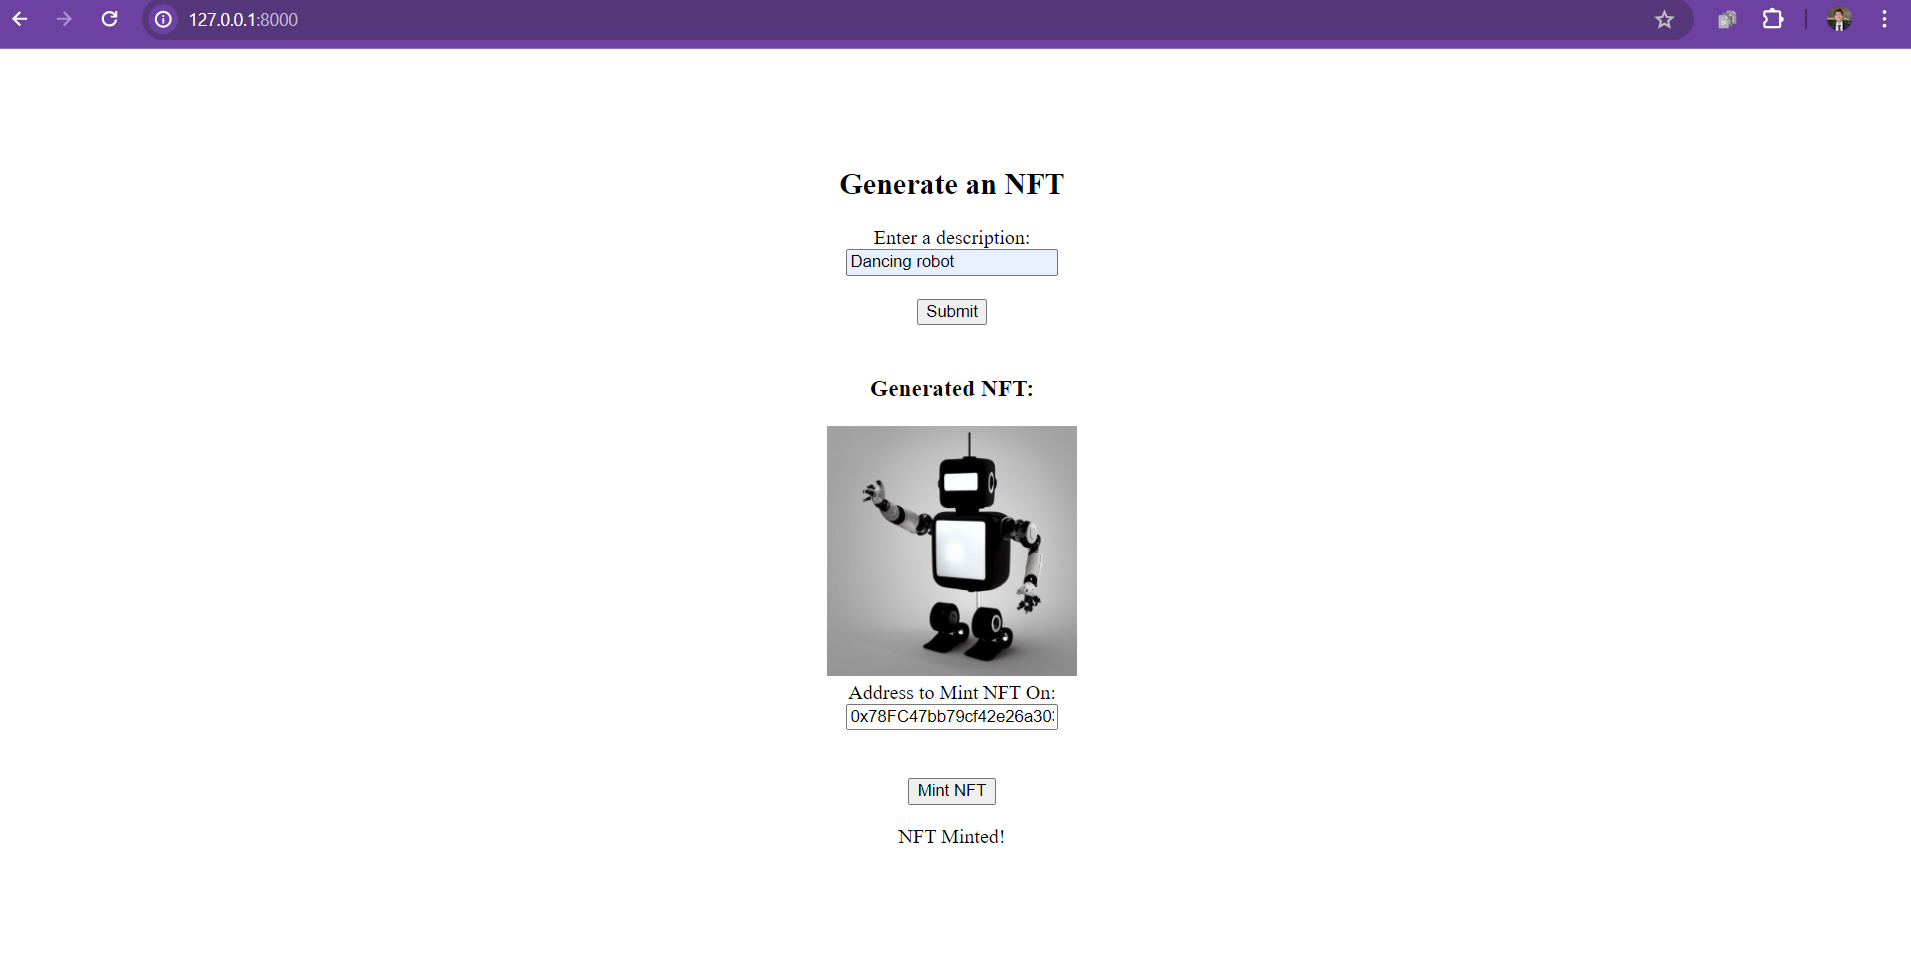 127.0.0.1:8000
Generate an NFT
Enter a description:
Dancing robot
Submit
Generated NFT:
Address to Mint NFT On:
0x78FC47bb79cf42e26a30
Mint NFT
NFT Minted!